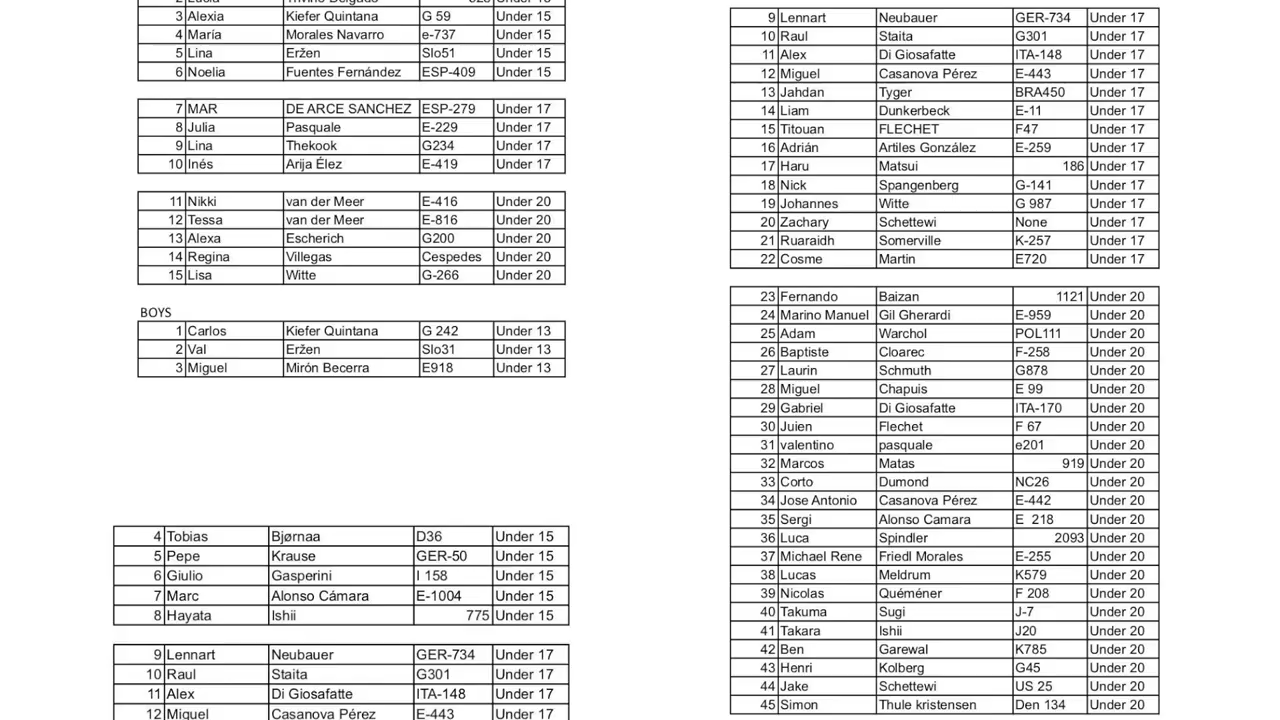 3 Alexia Kiefer Quintana G 59 Under 15
4 María Morales Navarro e-737 Under 15
5 Lina Eržen Slo51 Under 15
6 Noelia Fuentes Fernández ESP-409 Under 15
7 MAR DE ARCE SANCHEZ ESP-279 Under 17
8 Julia Pasquale E-229 Under 17
9 Lina Thekook G234 Under 17
10 Inés Arija Élez E-419 Under 17
11 Nikki van der Meer E-416 Under 20
12 Tessa van der Meer E-816 Under 20
13 Alexa Escherich G200 Under 20
14 Regina Villegas Cespedes Under 20
15 Lisa Witte G-266 Under 20
BOYS
1 Carlos Kiefer Quintana G 242 Under 13
2 Val Eržen Slo31 Under 13
3 Miguel Mirón Becerra E918 Under 13
4 Tobias Bjørnaa D36 Under 15
5 Pepe Krause GER-50 Under 15
6 Giulio Gasperini I 158 Under 15
7 Marc Alonso Cámara E-1004 Under 15
8 Hayata Ishii 775 Under 15
9 Lennart Neubauer GER-734 Under 17
10 Raul Staita G301 Under 17
11 Alex Di Giosafatte ITA-148 Under 17
12 Miguel Casanova Pérez E-443 Under 17
9 Lennart Neubauer GER-734 Under 17
10 Raul Staita G301 Under 17
11 Alex Di Giosafatte ITA-148 Under 17
12 Miguel Casanova Pérez E-443 Under 17
13 Jahdan Tyger BRA450 Under 17
14 Liam Dunkerbeck E-11 Under 17
15 Titouan FLECHET F47 Under 17
16 Adrián Artiles González E-259 Under 17
17 Haru Matsui 186 Under 17
18 Nick Spangenberg G-141 Under 17
19 Johannes Witte G 987 Under 17
20 Zachary Schettewi None Under 17
21 Ruaraidh Somerville K-257 Under 17
22 Cosme Martin E720 Under 17
23 Fernando Baizan 1121 Under 20
24 Marino Manuel Gil Gherardi E-959 Under 20
25 Adam Warchol POL111 Under 20
26 Baptiste Cloarec F-258 Under 20
27 Laurin Schmuth G878 Under 20
28 Miguel Chapuis E 99 Under 20
29 Gabriel Di Giosafatte ITA-170 Under 20
30 Juien Flechet F 67 Under 20
31 valentino pasquale e201 Under 20
32 Marcos Matas 919 Under 20
33 Corto Dumond NC26 Under 20
34 Jose Antonio Casanova Pérez E-442 Under 20
35 Sergi Alonso Camara E 218 Under 20
36 Luca Spindler 2093 Under 20
37 Michael Rene Friedl Morales E-255 Under 20
38 Lucas Meldrum K579 Under 20
39 Nicolas Quéméner F 208 Under 20
40 Takuma Sugi J-7 Under 20
41 Takara Ishii J20 Under 20
42 Ben Garewal K785 Under 20
43 Henri Kolberg G45 Under 20
44 Jake Schettewi US 25 Under 20
45 Simon Thule kristensen Den 134 Under 20